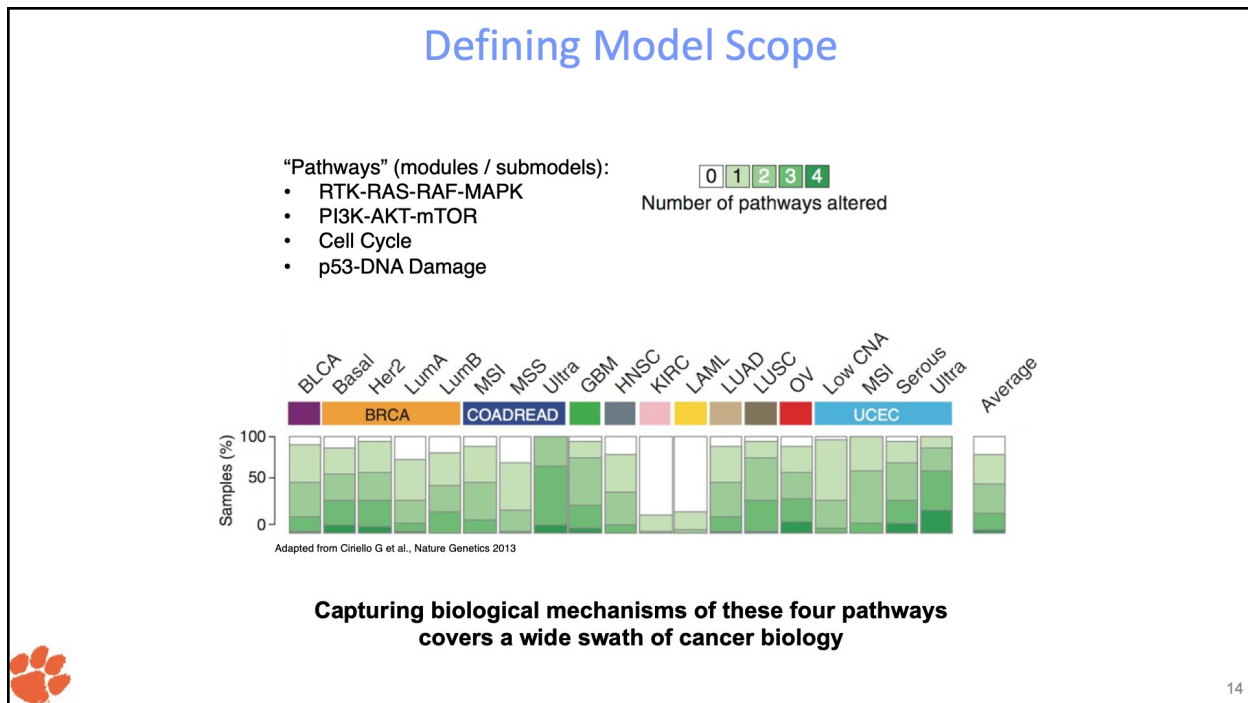 Defining Model Scope
“Pathways” (modules / submodels):
• RTK-RAS-RAF-MAPK
• PI3K-AKT-mTOR
• Cell Cycle
• p53-DNA Damage
0 1 2 3 4
Number of pathways altered
BLCA Basal Her2 LumA LumB MSI MSS Ultra GBM HNSC KIRC LAML LUAD LUSC OV Low CNA MSI Serous Ultra Average
BRCA COADREAD UCEC
Samples (%)
100
50
0
Adapted from Ciriello G et al., Nature Genetics 2013
Capturing biological mechanisms of these four pathways
covers a wide swath of cancer biology
14